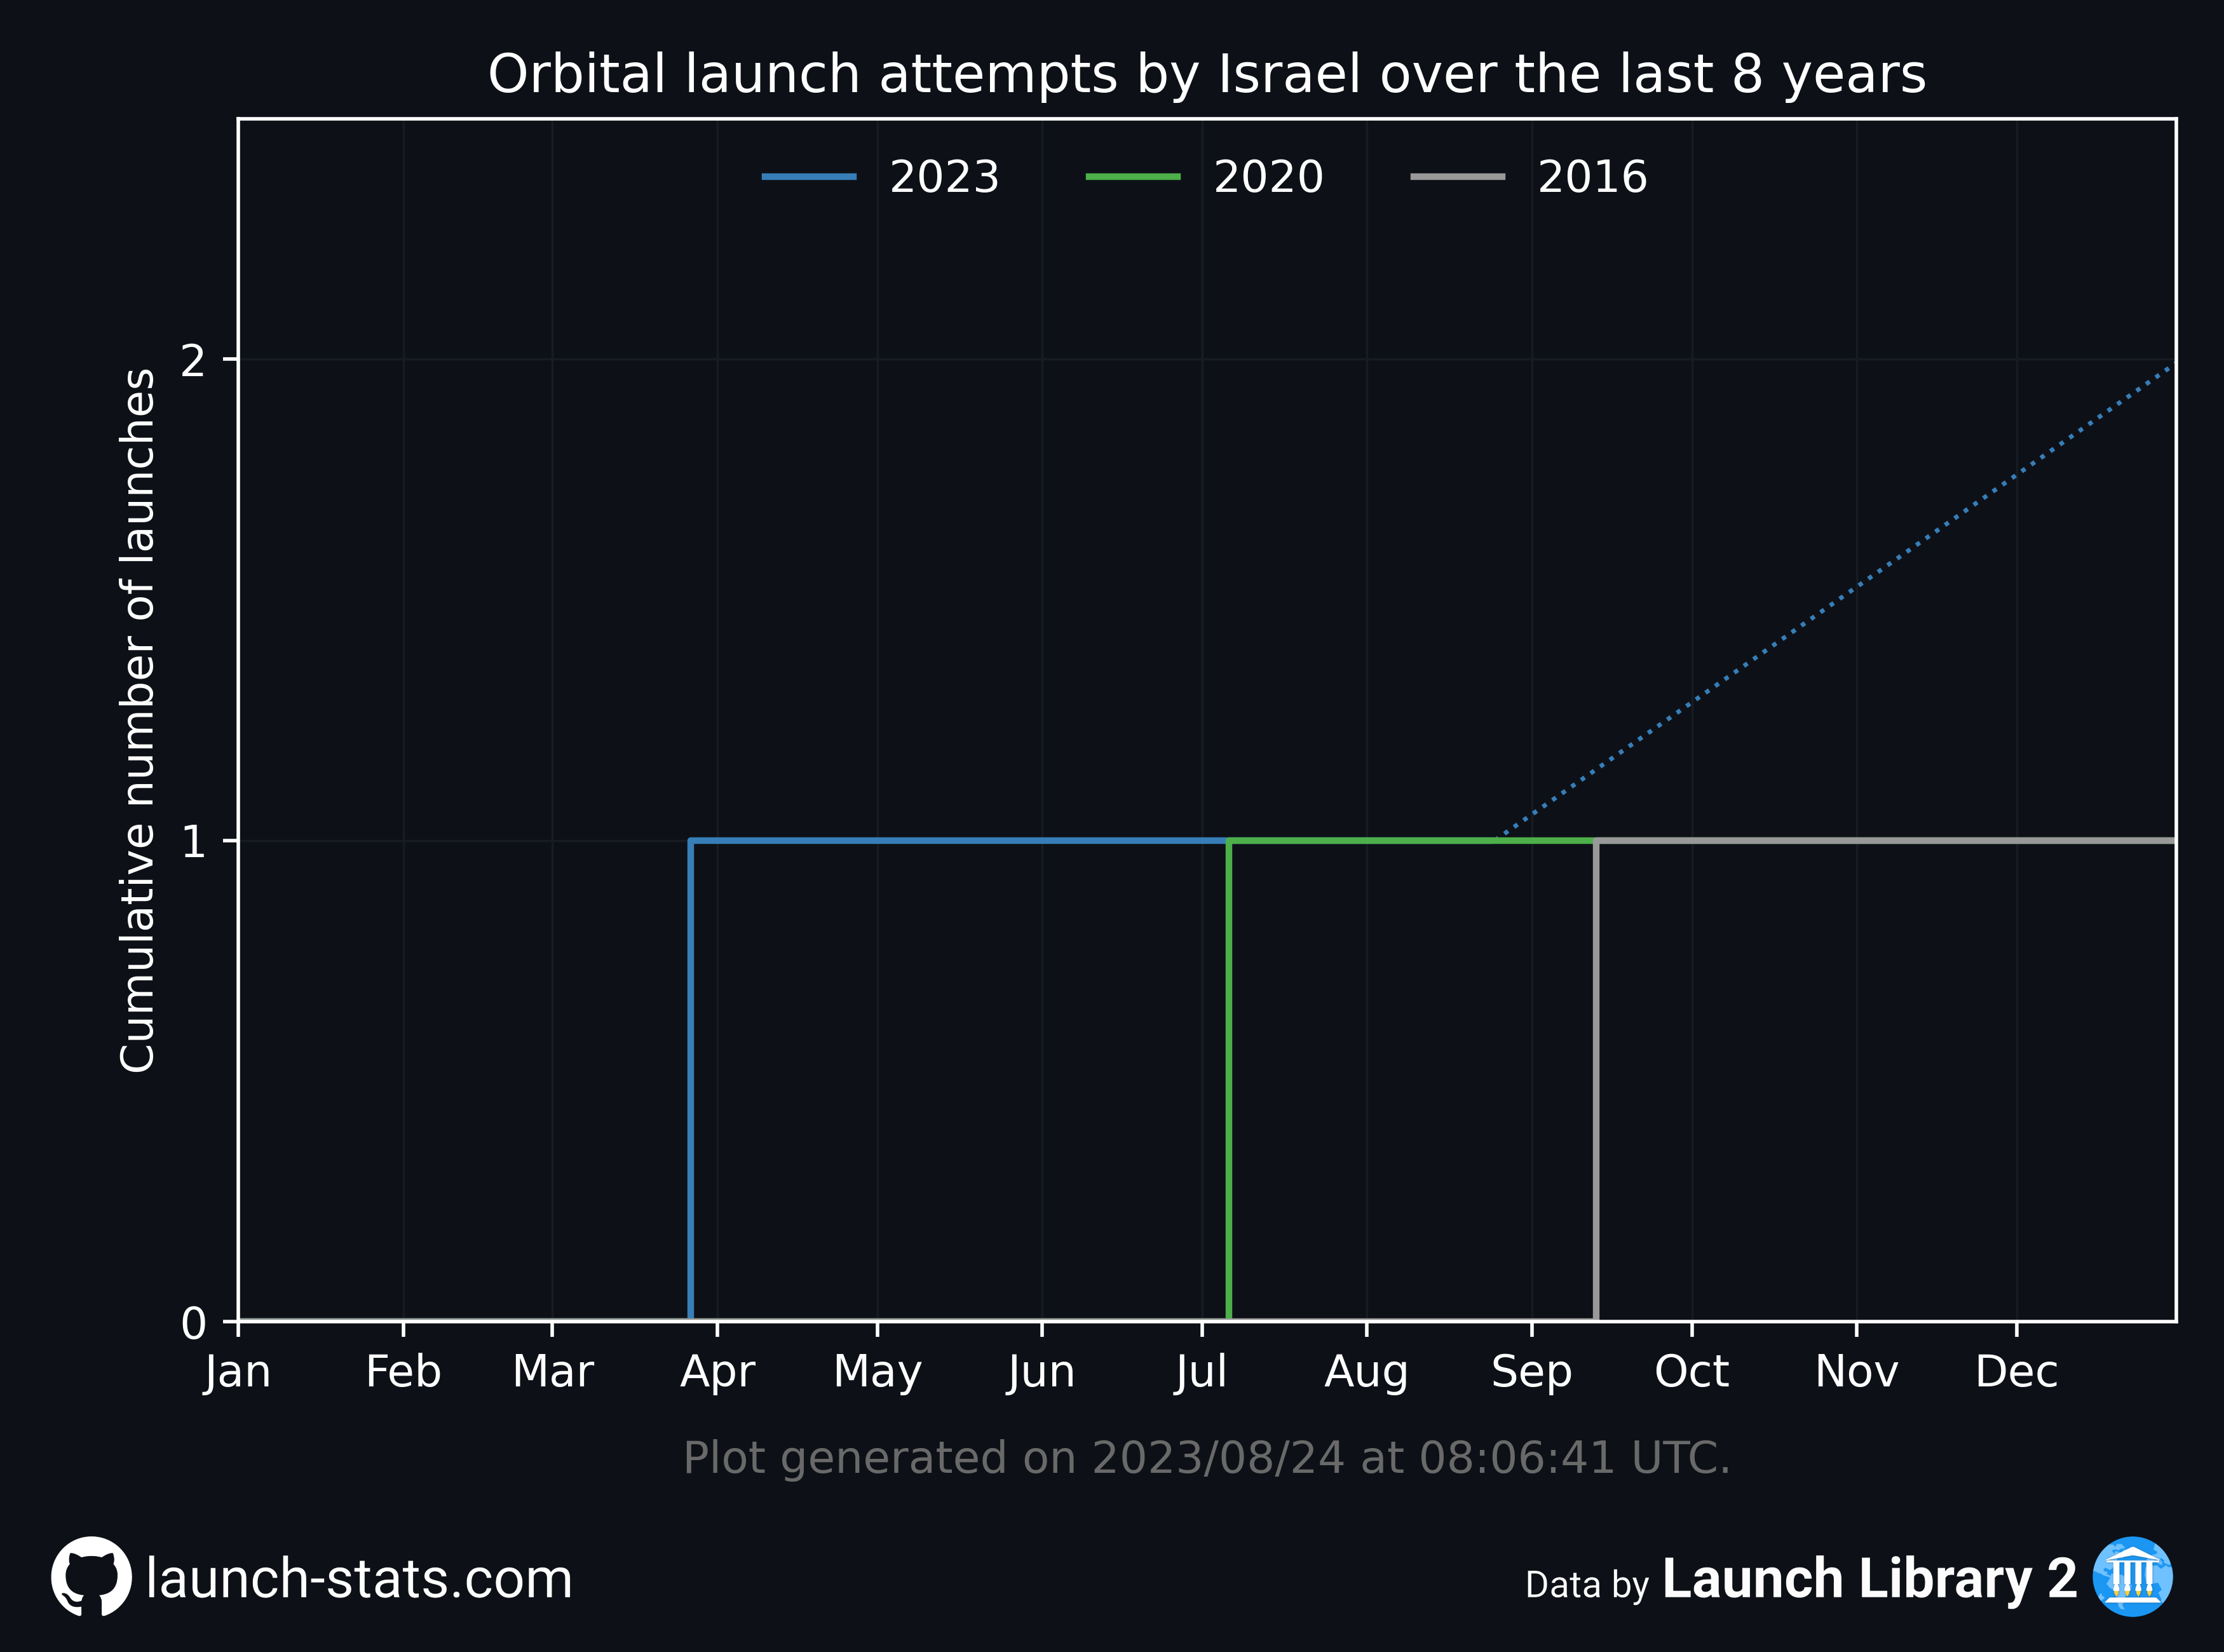 Orbital launch attempts by Israel over the last 8 years
2023 2020 2016
Cumulative number of launches
2
1
0
Jan Feb Mar Apr May Jun Jul Aug Sep Oct Nov Dec
Plot generated on 2023/08/24 at 08:06:41 UTC.
launch-stats.com
Data by Launch Library 2